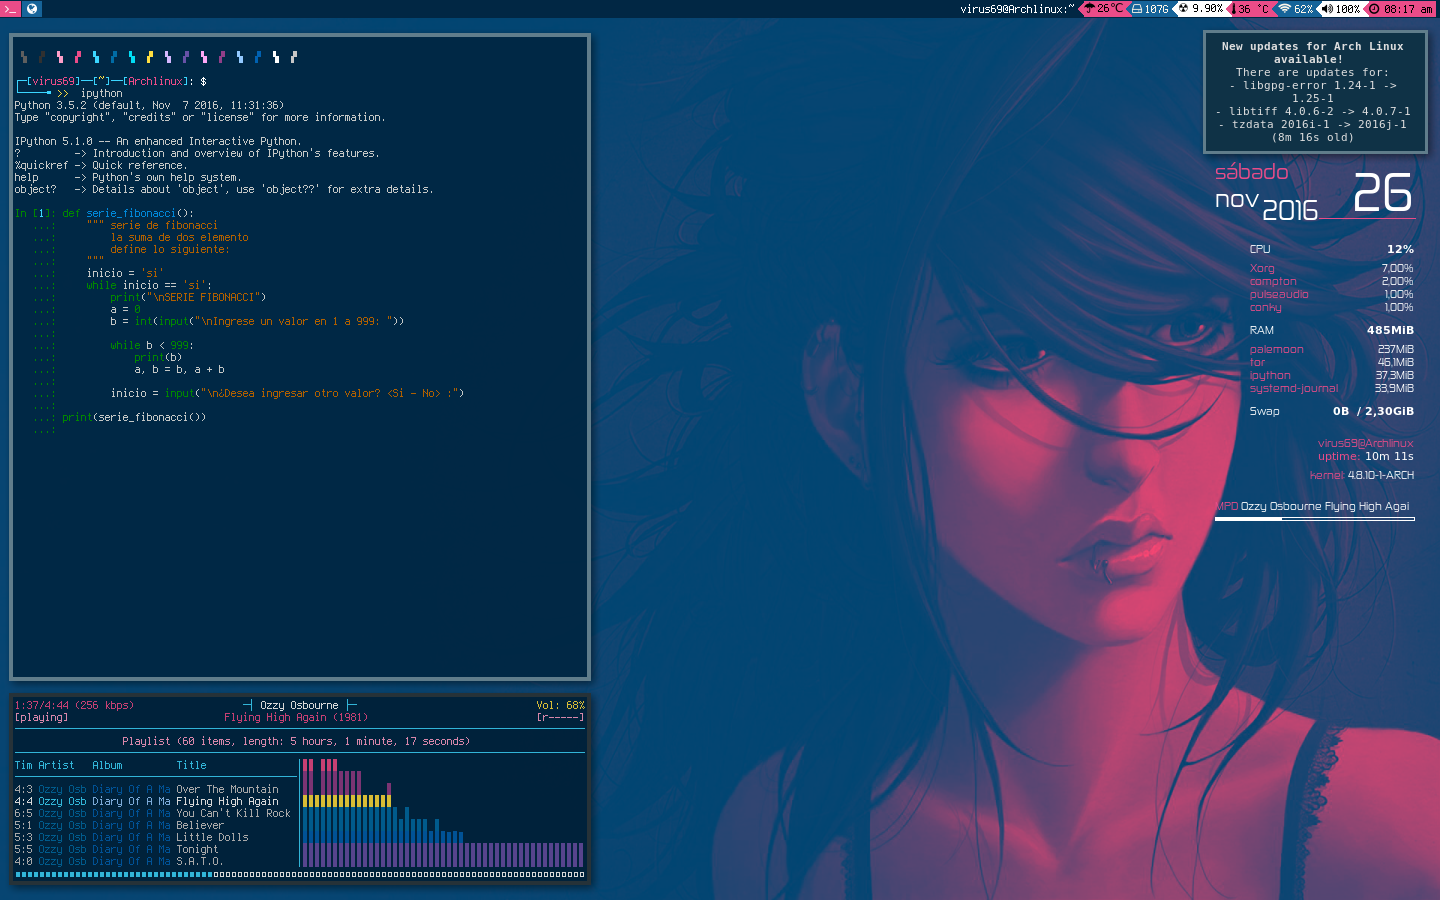 virus69@Archlinux:~ 26°C 107G 9.90% 36 °C 62% 100% 08:17 am
┌─[virus69]──[~]──[Archlinux]: $
└────╼ >> ipython
Python 3.5.2 (default, Nov  7 2016, 11:31:36)
Type "copyright", "credits" or "license" for more information.
IPython 5.1.0 -- An enhanced Interactive Python.
?         -> Introduction and overview of IPython's features.
%quickref -> Quick reference.
help      -> Python's own help system.
object?   -> Details about 'object', use 'object??' for extra details.
In [1]: def serie_fibonacci():
   ...:     """ serie de fibonacci
   ...:         la suma de dos elemento
   ...:         define lo siguiente:
   ...:     """
   ...:     inicio = 'si'
   ...:     while inicio == 'si':
   ...:         print("\nSERIE FIBONACCI")
   ...:         a = 0
   ...:         b = int(input("\nIngrese un valor en 1 a 999: "))
   ...:
   ...:         while b < 999:
   ...:             print(b)
   ...:             a, b = b, a + b
   ...:
   ...:         inicio = input("\n¿Desea ingresar otro valor? <Si - No> :")
   ...:
   ...: print(serie_fibonacci())
   ...:
1:37/4:44 (256 kbps) ─┤ Ozzy Osbourne ├─ Vol: 68%
[playing] Flying High Again (1981) [r-----]
Playlist (60 items, length: 5 hours, 1 minute, 17 seconds)
Tim Artist   Album         Title
4:3 Ozzy Osb Diary Of A Ma Over The Mountain
4:4 Ozzy Osb Diary Of A Ma Flying High Again
6:5 Ozzy Osb Diary Of A Ma You Can't Kill Rock
5:1 Ozzy Osb Diary Of A Ma Believer
5:3 Ozzy Osb Diary Of A Ma Little Dolls
5:5 Ozzy Osb Diary Of A Ma Tonight
4:0 Ozzy Osb Diary Of A Ma S.A.T.O.
New updates for Arch Linux
available!
There are updates for:
- libgpg-error 1.24-1 ->
1.25-1
- libtiff 4.0.6-2 -> 4.0.7-1
- tzdata 2016i-1 -> 2016j-1
(8m 16s old)
sábado
nov 2016 26
CPU 12%
Xorg 7,00%
compton 2,00%
pulseaudio 1,00%
conky 1,00%
RAM 485MiB
palemoon 237MiB
tor 46,1MiB
ipython 37,3MiB
systemd-journal 33,9MiB
Swap 0B / 2,30GiB
virus69@Archlinux
uptime: 10m 11s
kernel: 4.8.10-1-ARCH
MPD Ozzy Osbourne Flying High Agai